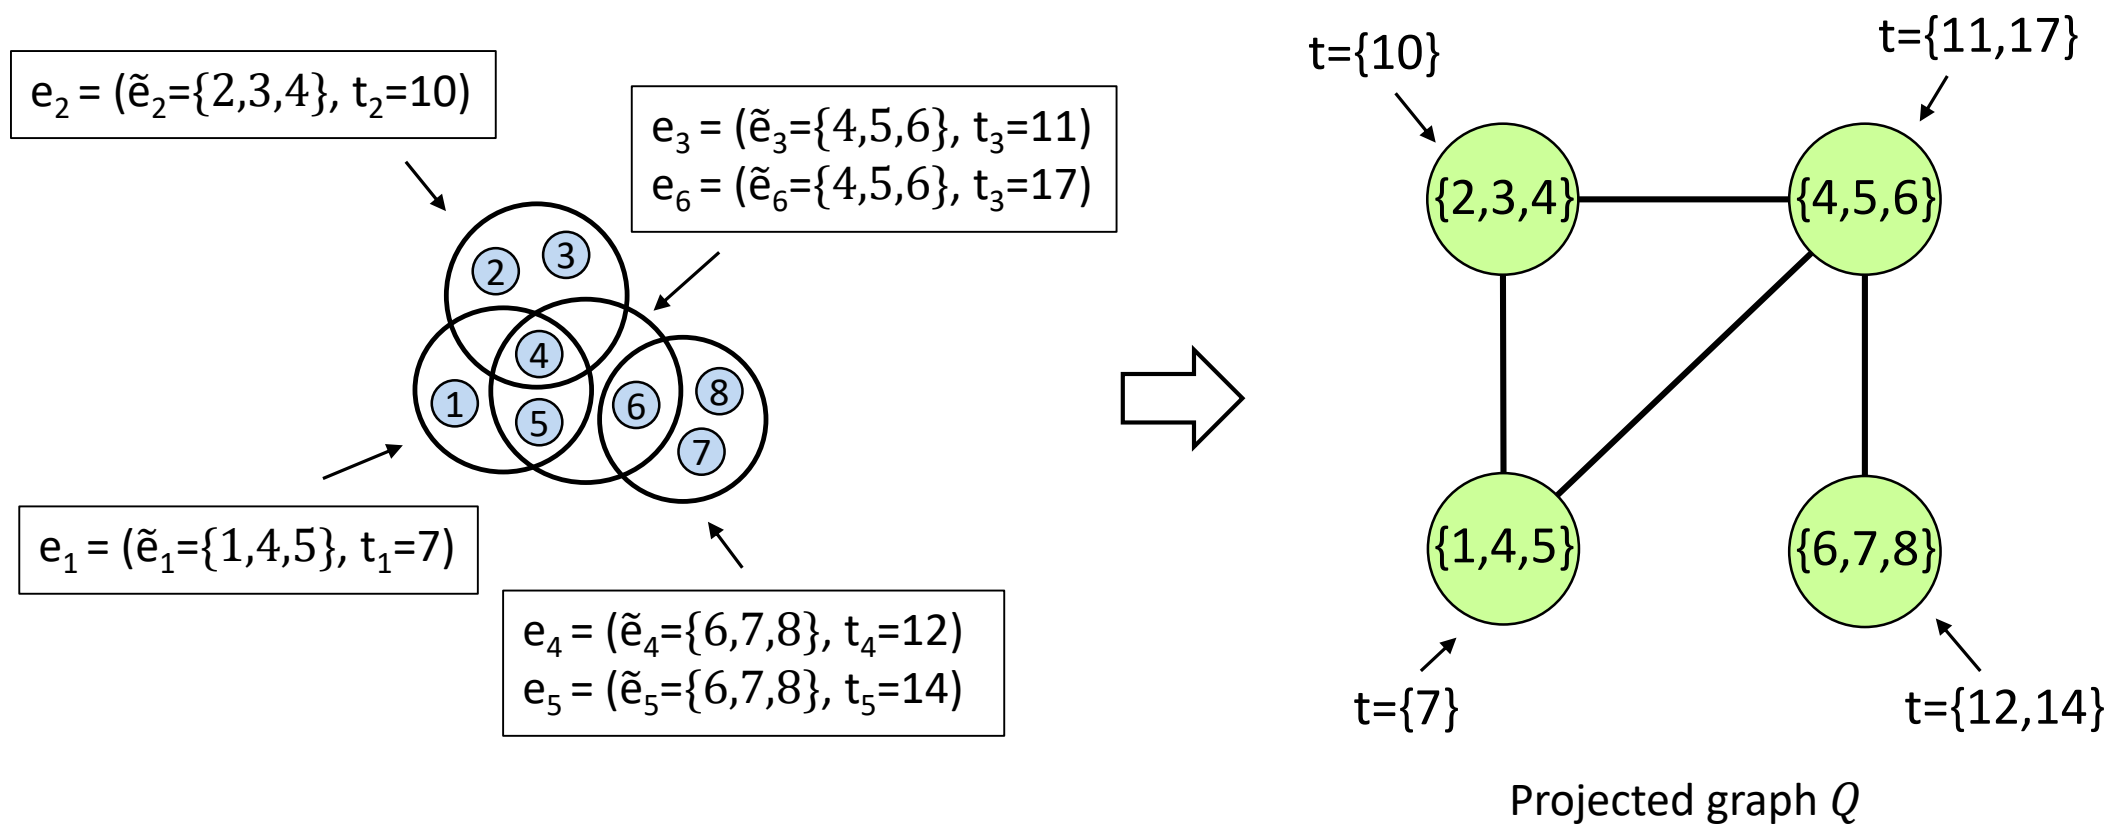 e₂ = (ẽ₂={2,3,4}, t₂=10)
e₃ = (ẽ₃={4,5,6}, t₃=11)
e₆ = (ẽ₆={4,5,6}, t₃=17)
2
3
4
1
5
6
8
7
e₁ = (ẽ₁={1,4,5}, t₁=7)
e₄ = (ẽ₄={6,7,8}, t₄=12)
e₅ = (ẽ₅={6,7,8}, t₅=14)
t={10}
t={11,17}
{2,3,4}
{4,5,6}
{1,4,5}
{6,7,8}
t={7}
t={12,14}
Projected graph Q